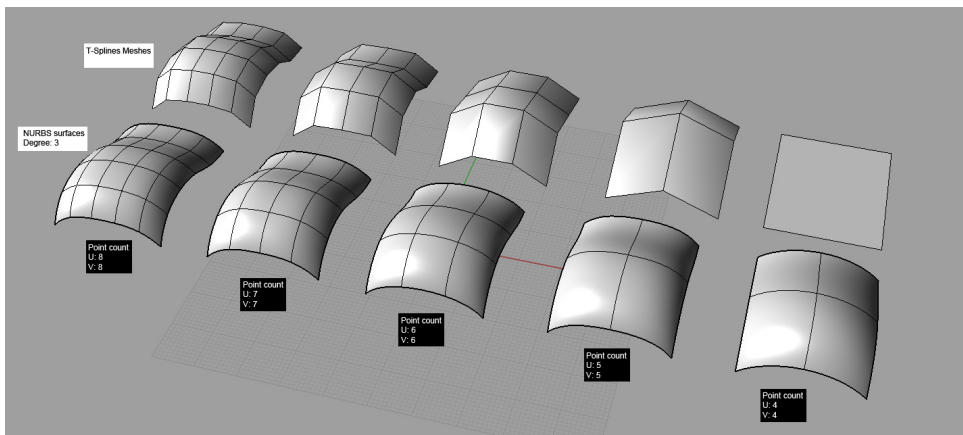 T-Splines Meshes
NURBS surfaces
Degree: 3
Point count
U: 8
V: 8
Point count
U: 7
V: 7
Point count
U: 6
V: 6
Point count
U: 5
V: 5
Point count
U: 4
V: 4